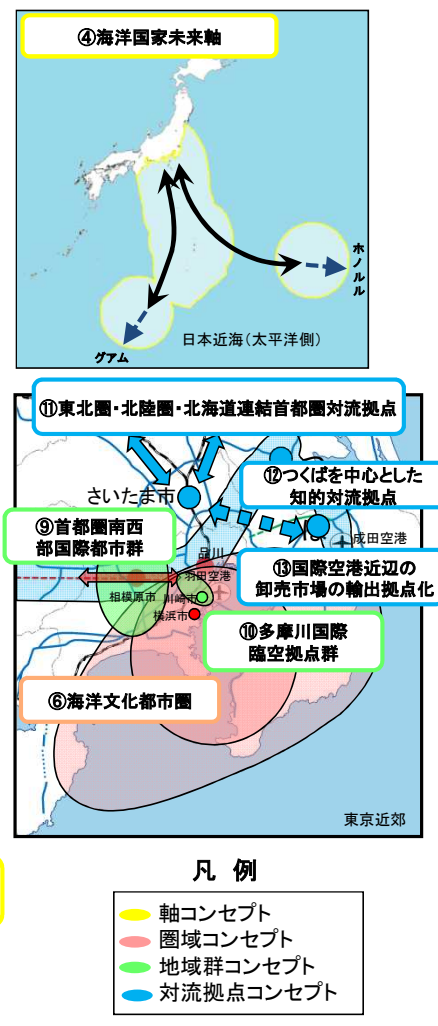 ④海洋国家未来軸
ホノルル
日本近海(太平洋側)
グアム
⑪東北圏・北陸圏・北海道連結首都圏対流拠点
さいたま市
⑫つくばを中心とした
知的対流拠点
⑨首都圏南西
部国際都市群
品川
成田空港
羽田空港
⑬国際空港近辺の
卸売市場の輸出拠点化
相模原市
川崎市
横浜市
⑩多摩川国際
臨空拠点群
⑥海洋文化都市圏
東京近郊
凡 例
軸コンセプト
圏域コンセプト
地域群コンセプト
対流拠点コンセプト